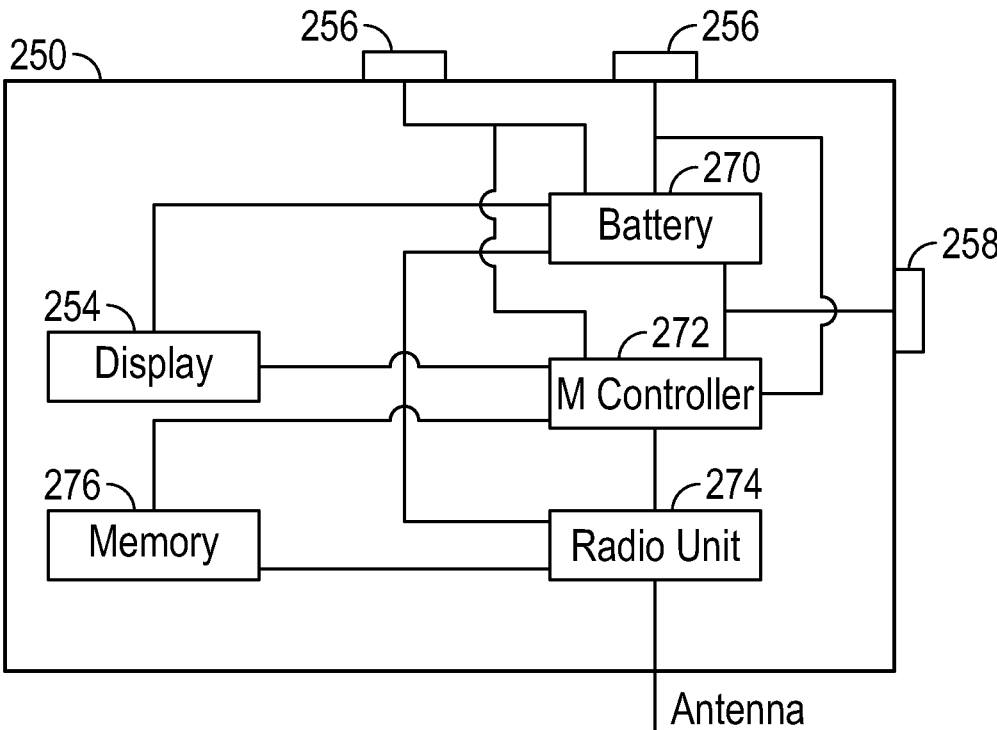 256
256
250
270
Battery
258
254
Display
272
M Controller
276
Memory
274
Radio Unit
Antenna